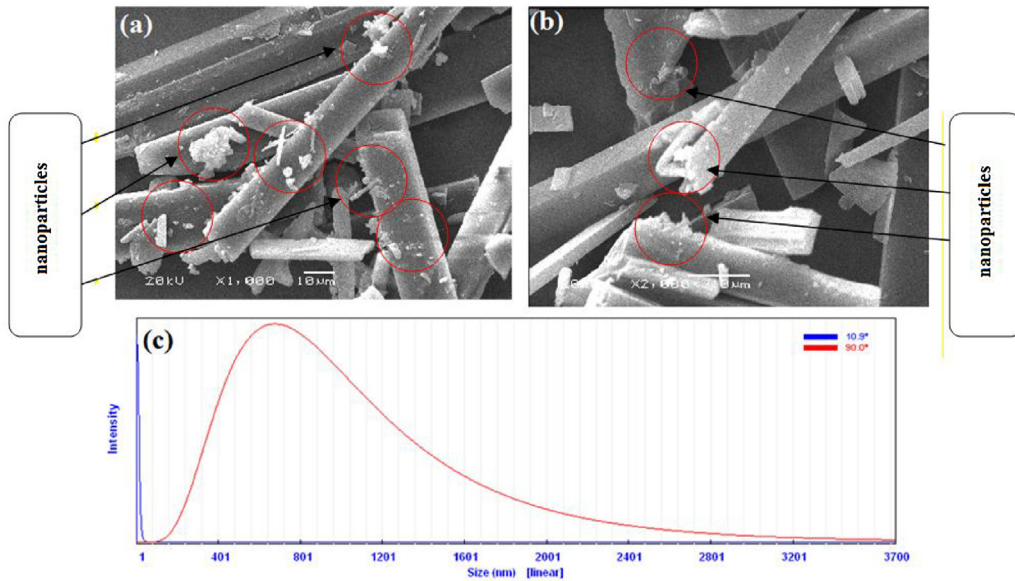 (a)
(b)
nanoparticles
nanoparticles
20kV X1,000 10µm
X2,000
(c)
10.9°
90.0°
Intensity
1 401 801 1201 1601 2001 2401 2801 3201 3700
Size (nm) [linear]